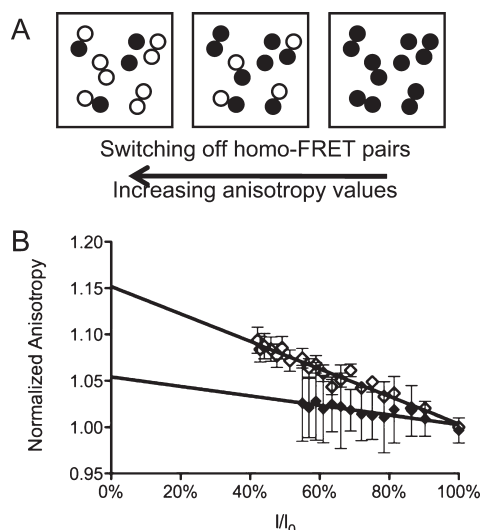 A
Switching off homo-FRET pairs
Increasing anisotropy values
B
Normalized Anisotropy
1.20
1.15
1.10
1.05
1.00
0.95
0%
20%
40%
60%
80%
100%
I/I₀